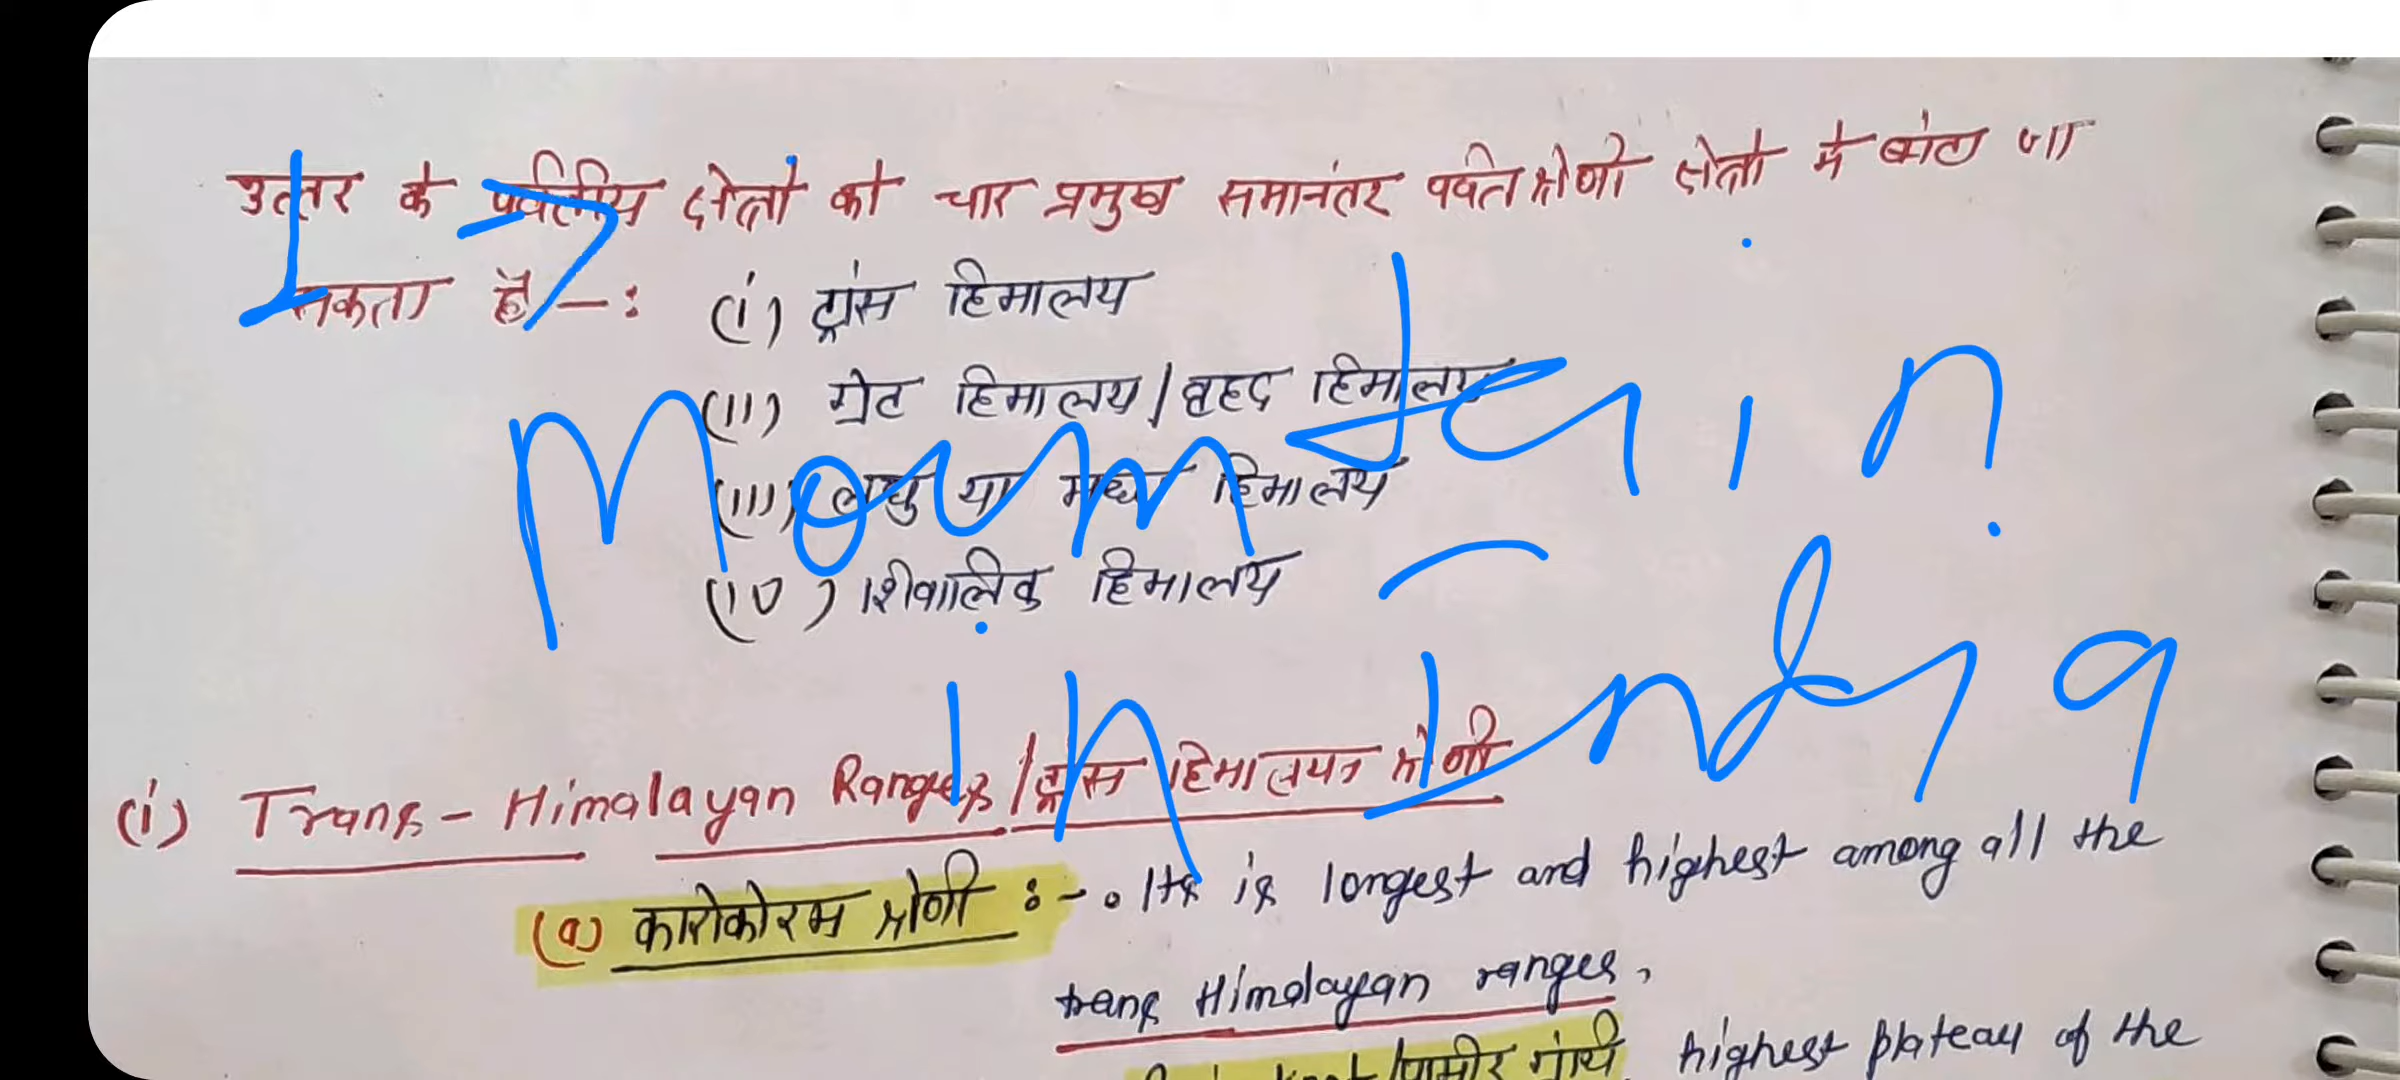 उत्तर के पर्वतीय क्षेत्रो को चार प्रमुख समानंतर पर्वत श्रेणी क्षेत्रो में बांटा जा
सकता है -:
(i) ट्रांस हिमालय
(ii) ग्रेट हिमालय / वृहद हिमालय
(iii) लघु या मध्य हिमालय
(iv) शिवालिक हिमालय
Mountain
in India
(i) Trans - Himalayan Ranges / ट्रांस हिमालयन श्रेणी
(a) काराकोरम श्रेणी :- • Its is longest and highest among all the
trans Himalayan ranges,
highest plateau of the